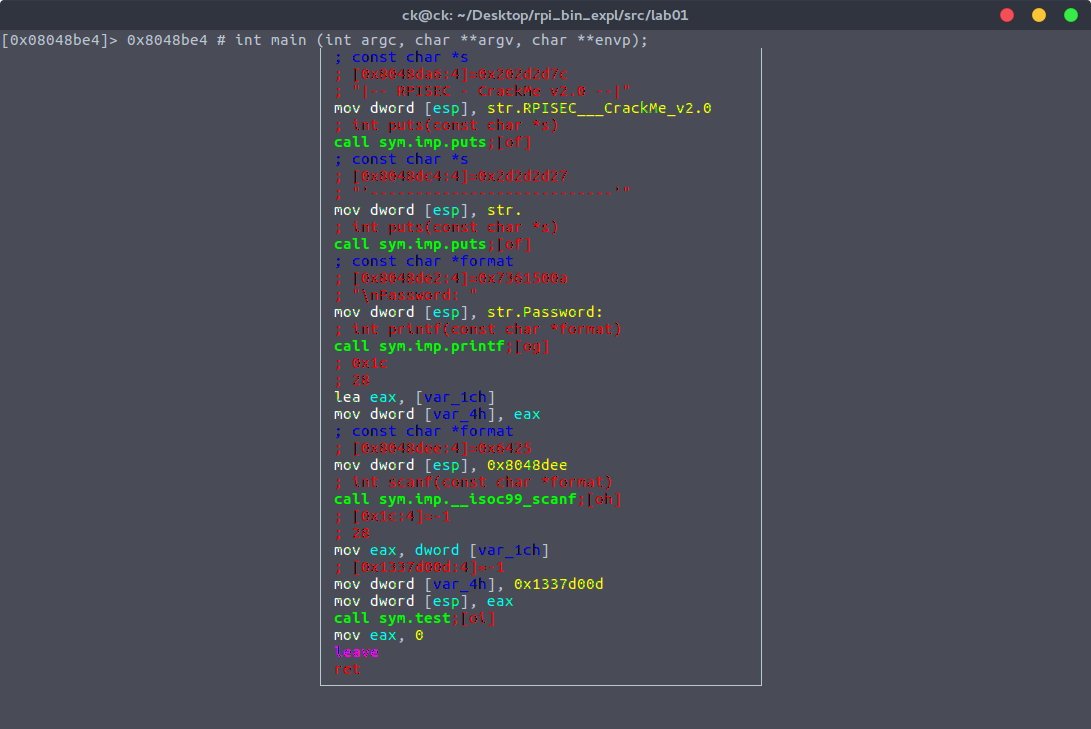 ck@ck: ~/Desktop/rpi_bin_expl/src/lab01
[0x08048be4]> 0x8048be4 # int main (int argc, char **argv, char **envp);
; const char *s
; [0x8048da6:4]=0x202d2d7c
; "|-- RPISEC - CrackMe v2.0 --|"
mov dword [esp], str.RPISEC___CrackMe_v2.0
; int puts(const char *s)
call sym.imp.puts;[of]
; const char *s
; [0x8048dc4:4]=0x2d2d2d27
mov dword [esp], str.
; int puts(const char *s)
call sym.imp.puts;[of]
; const char *format
; [0x8048de2:4]=0x7361500a
; "\nPassword: "
mov dword [esp], str.Password:
; int printf(const char *format)
call sym.imp.printf;[og]
; 0x1c
; 28
lea eax, [var_1ch]
mov dword [var_4h], eax
; const char *format
; [0x8048dee:4]=0x6425
mov dword [esp], 0x8048dee
; int scanf(const char *format)
call sym.imp.__isoc99_scanf;[oh]
; [0x1c:4]=-1
; 28
mov eax, dword [var_1ch]
; [0x1337d00d:4]=-1
mov dword [var_4h], 0x1337d00d
mov dword [esp], eax
call sym.test;[oi]
mov eax, 0
leave
ret